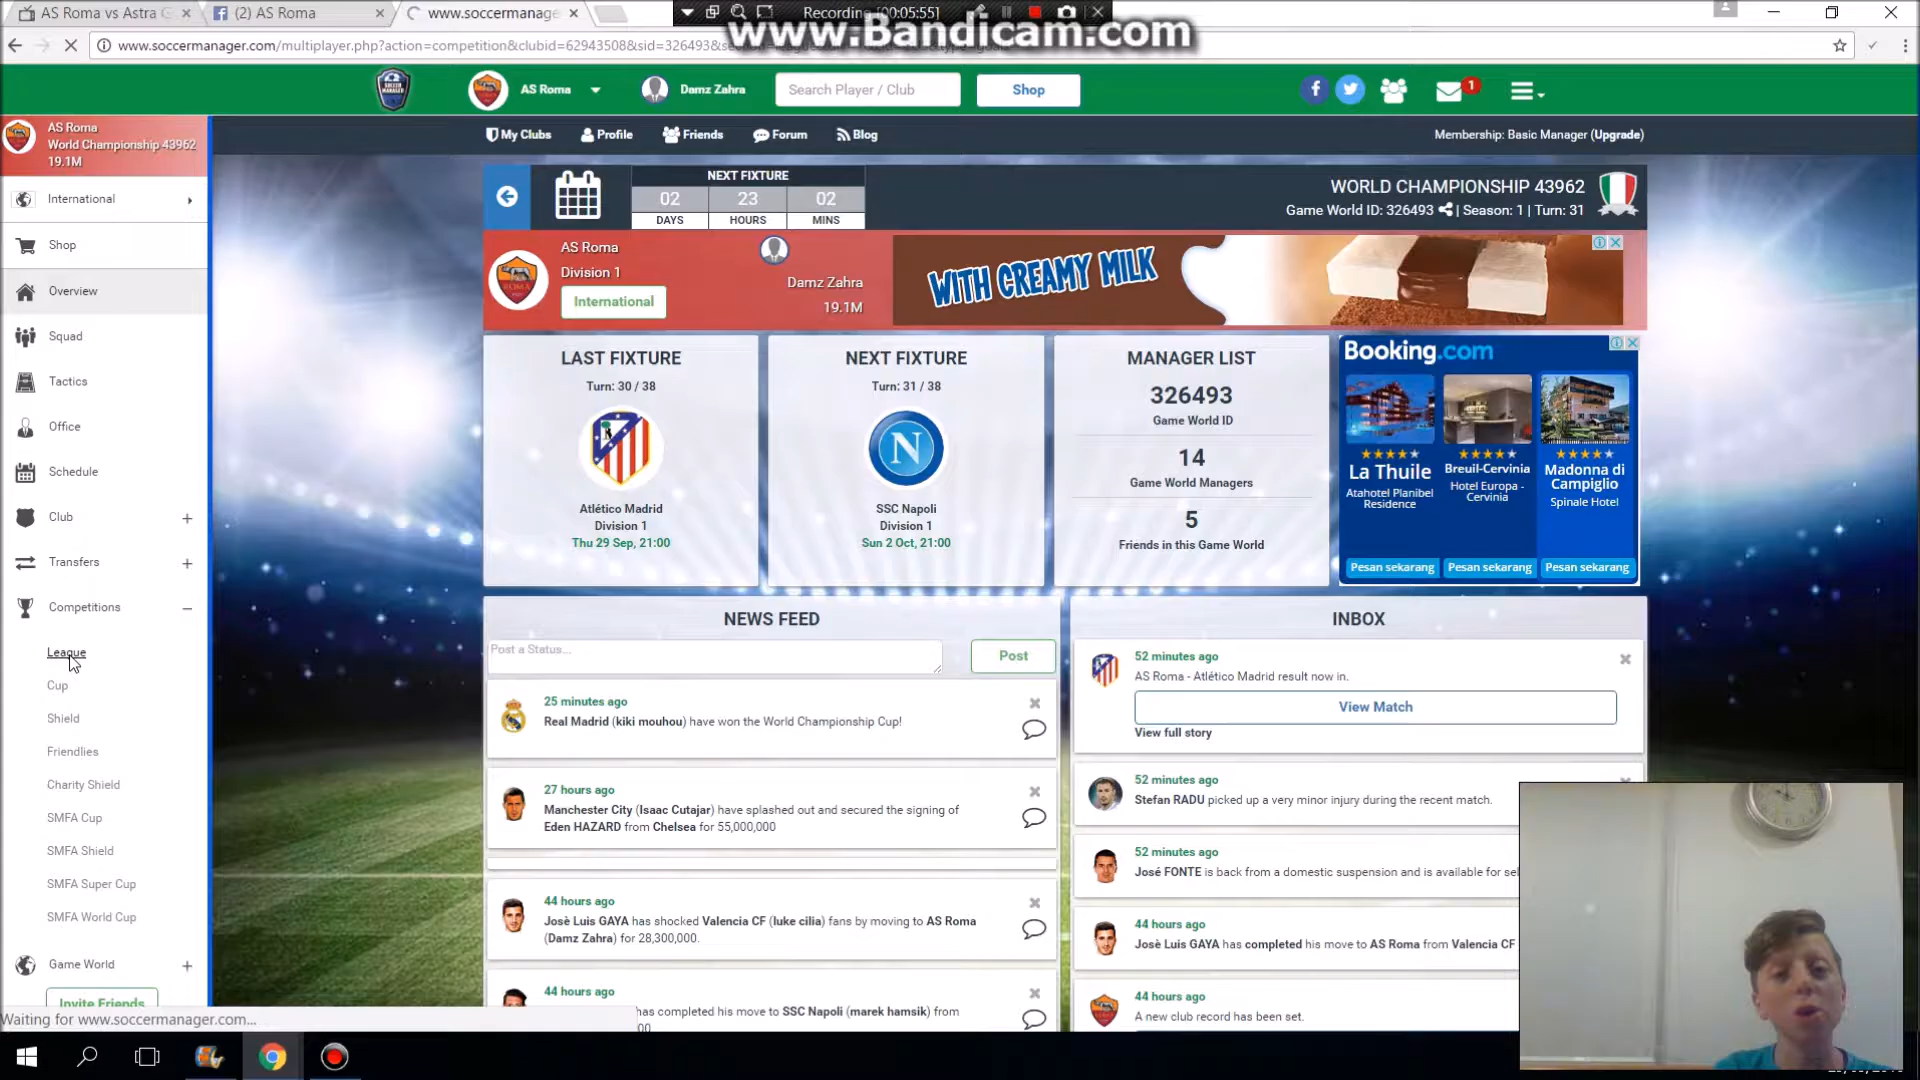 AS Roma vs Astra G
(2) AS Roma
www.soccermanage
Recording [00:05:55]
www.Bandicam.com
www.soccermanager.com/multiplayer.php?action=competition&clubid=62943508&sid=326493&
AS Roma
Damz Zahra
Search Player / Club
Shop
1
AS Roma
World Championship 43962
19.1M
My Clubs
Profile
Friends
Forum
Blog
Membership: Basic Manager (Upgrade)
International
Shop
Overview
Squad
Tactics
Office
Schedule
Club
Transfers
Competitions
League
Cup
Shield
Friendlies
Charity Shield
SMFA Cup
SMFA Shield
SMFA Super Cup
SMFA World Cup
Game World
Invite Friends
Waiting for www.soccermanager.com...
NEXT FIXTURE
02 23 02
DAYS HOURS MINS
WORLD CHAMPIONSHIP 43962
Game World ID: 326493 | Season: 1 | Turn: 31
AS Roma
Division 1
International
Damz Zahra
19.1M
ROMA
WITH CREAMY MILK
LAST FIXTURE
Turn: 30 / 38
Atlético Madrid
Division 1
Thu 29 Sep, 21:00
NEXT FIXTURE
Turn: 31 / 38
N
SSC Napoli
Division 1
Sun 2 Oct, 21:00
MANAGER LIST
326493
Game World ID
14
Game World Managers
5
Friends in this Game World
Booking.com
La Thuile
Atahotel Planibel
Residence
Pesan sekarang
Breuil-Cervinia
Hotel Europa -
Cervinia
Pesan sekarang
Madonna di
Campiglio
Spinale Hotel
Pesan sekarang
NEWS FEED
Post a Status...
Post
25 minutes ago
Real Madrid (kiki mouhou) have won the World Championship Cup!
27 hours ago
Manchester City (Isaac Cutajar) have splashed out and secured the signing of
Eden HAZARD from Chelsea for 55,000,000
44 hours ago
Josè Luis GAYA has shocked Valencia CF (luke cilia) fans by moving to AS Roma
(Damz Zahra) for 28,300,000.
44 hours ago
has completed his move to SSC Napoli (marek hamsik) from
00
INBOX
52 minutes ago
AS Roma - Atlético Madrid result now in.
View Match
View full story
52 minutes ago
Stefan RADU picked up a very minor injury during the recent match.
52 minutes ago
José FONTE is back from a domestic suspension and is available for sel
44 hours ago
Josè Luis GAYA has completed his move to AS Roma from Valencia CF
44 hours ago
A new club record has been set.